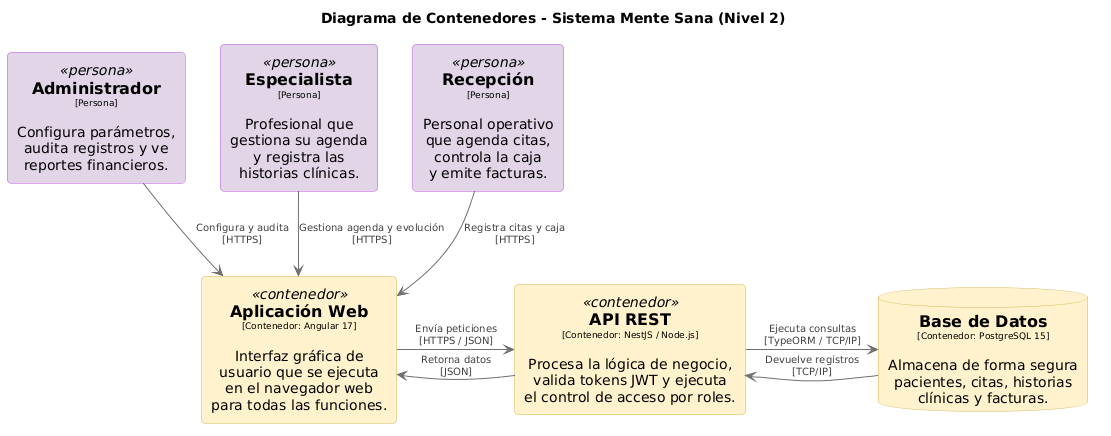 Diagrama de Contenedores - Sistema Mente Sana (Nivel 2)
«persona»
Administrador
[Persona]
Configura parámetros,
audita registros y ve
reportes financieros.
«persona»
Especialista
[Persona]
Profesional que
gestiona su agenda
y registra las
historias clínicas.
«persona»
Recepción
[Persona]
Personal operativo
que agenda citas,
controla la caja
y emite facturas.
Configura y audita
[HTTPS]
Gestiona agenda y evolución
[HTTPS]
Registra citas y caja
[HTTPS]
«contenedor»
Aplicación Web
[Contenedor: Angular 17]
Interfaz gráfica de
usuario que se ejecuta
en el navegador web
para todas las funciones.
Envía peticiones
[HTTPS / JSON]
Retorna datos
[JSON]
«contenedor»
API REST
[Contenedor: NestJS / Node.js]
Procesa la lógica de negocio,
valida tokens JWT y ejecuta
el control de acceso por roles.
Ejecuta consultas
[TypeORM / TCP/IP]
Devuelve registros
[TCP/IP]
Base de Datos
[Contenedor: PostgreSQL 15]
Almacena de forma segura
pacientes, citas, historias
clínicas y facturas.